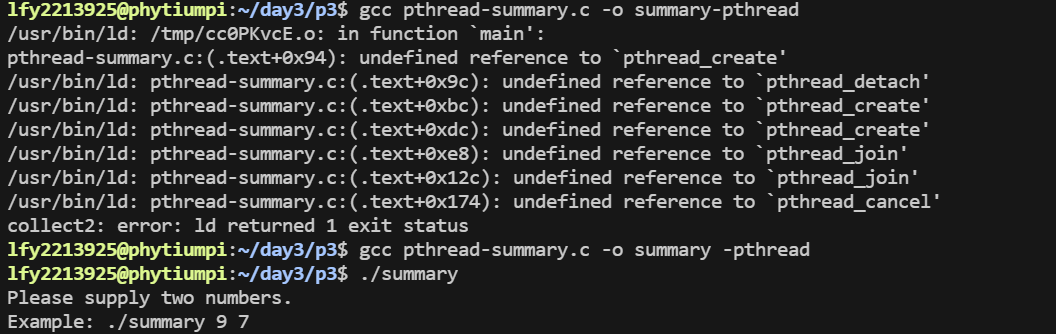 lfy2213925@phytiumpi:~/day3/p3$ gcc pthread-summary.c -o summary-pthread
/usr/bin/ld: /tmp/cc0PKvcE.o: in function `main':
pthread-summary.c:(.text+0x94): undefined reference to `pthread_create'
/usr/bin/ld: pthread-summary.c:(.text+0x9c): undefined reference to `pthread_detach'
/usr/bin/ld: pthread-summary.c:(.text+0xbc): undefined reference to `pthread_create'
/usr/bin/ld: pthread-summary.c:(.text+0xdc): undefined reference to `pthread_create'
/usr/bin/ld: pthread-summary.c:(.text+0xe8): undefined reference to `pthread_join'
/usr/bin/ld: pthread-summary.c:(.text+0x12c): undefined reference to `pthread_join'
/usr/bin/ld: pthread-summary.c:(.text+0x174): undefined reference to `pthread_cancel'
collect2: error: ld returned 1 exit status
lfy2213925@phytiumpi:~/day3/p3$ gcc pthread-summary.c -o summary -pthread
lfy2213925@phytiumpi:~/day3/p3$ ./summary
Please supply two numbers.
Example: ./summary 9 7